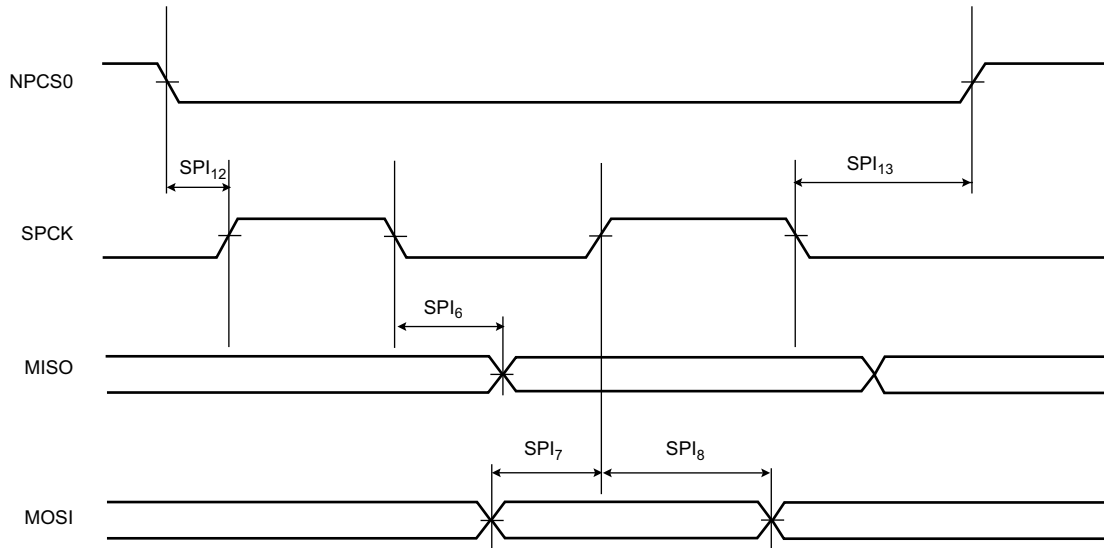 NPCS0
SPI₁₂
SPI₁₃
SPCK
SPI₆
MISO
SPI₇
SPI₈
MOSI